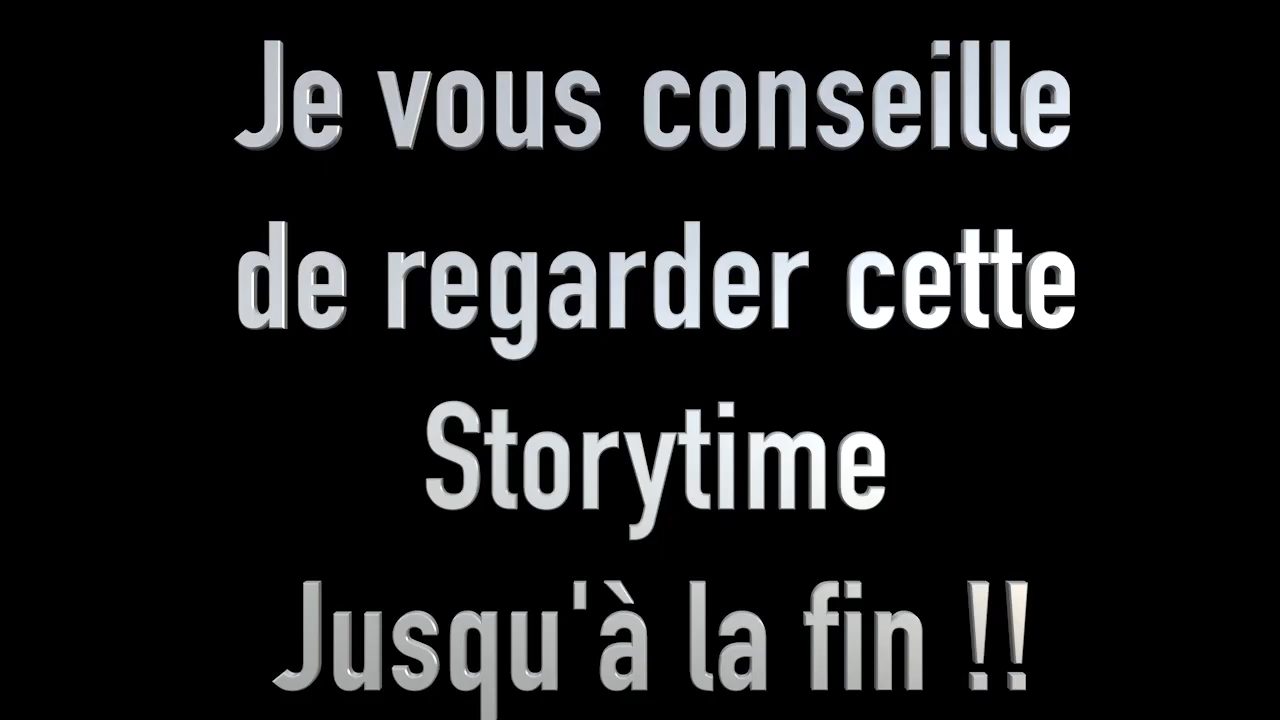 Je vous conseille
de regarder cette
Storytime
Jusqu'à la fin !!